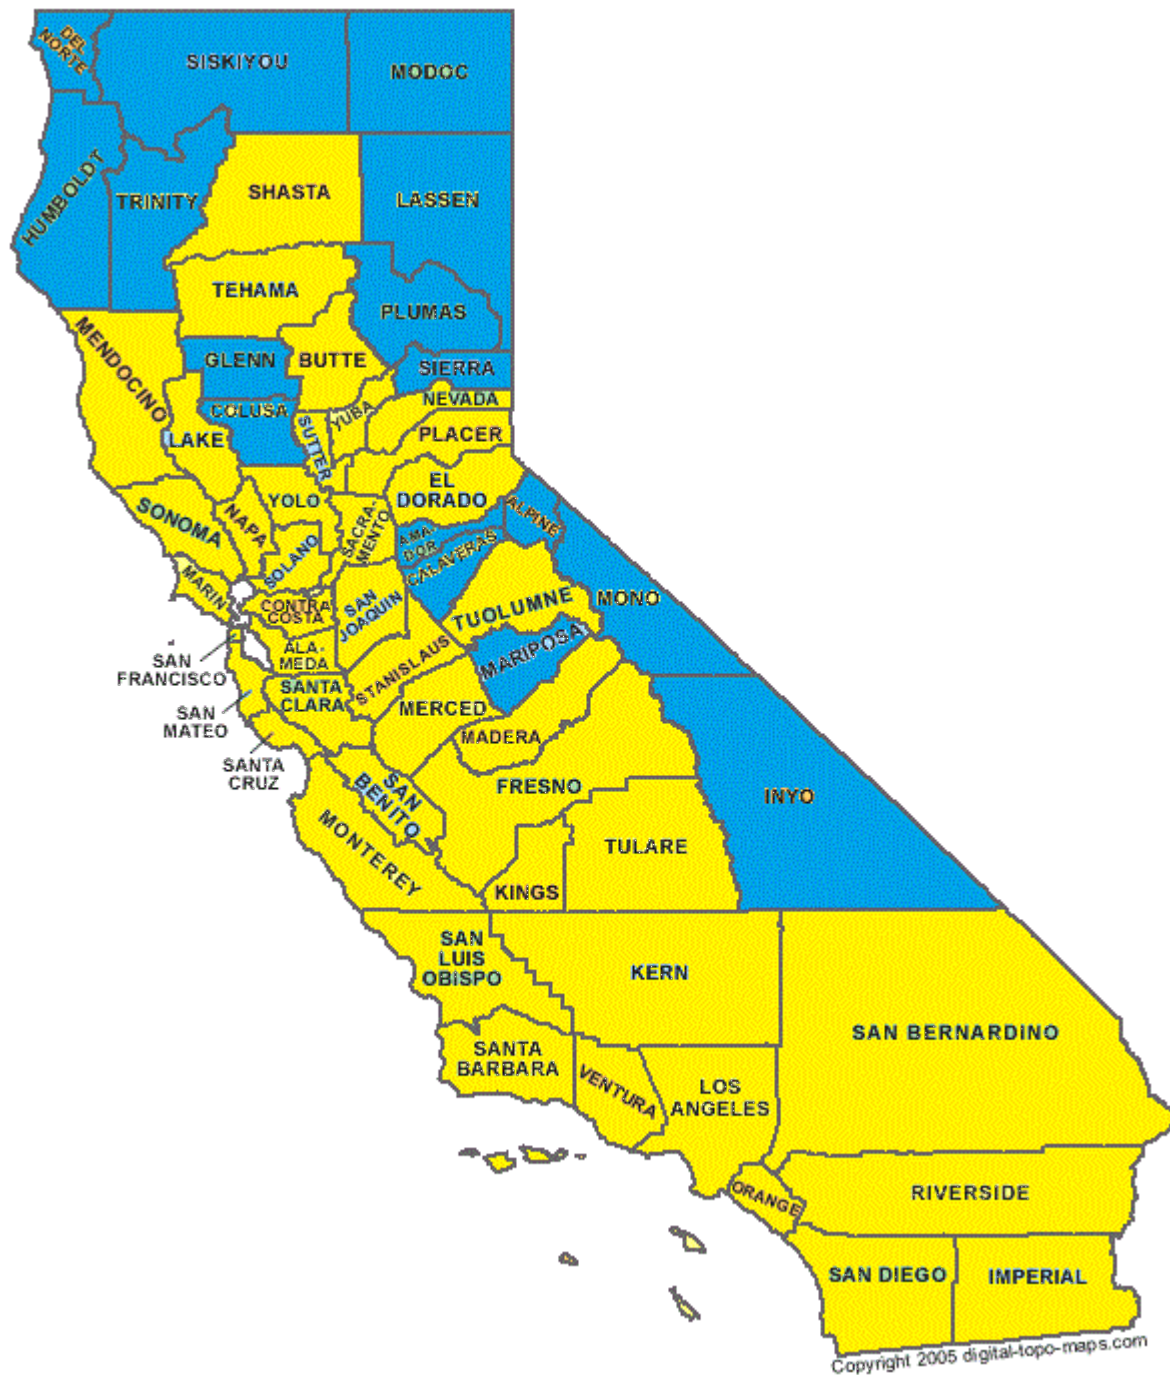 DEL
NORTE
SISKIYOU
MODOC
HUMBOLDT
TRINITY
SHASTA
LASSEN
TEHAMA
PLUMAS
MENDOCINO
GLENN
BUTTE
SIERRA
COLUSA
LAKE
SUTTER
YUBA
NEVADA
PLACER
EL
DORADO
SONOMA
NAPA
YOLO
SACRA-
MENTO
AMA-
DOR
ALPINE
SOLANO
CALAVERAS
MARIN
CONTRA
COSTA
SAN
JOAQUIN
TUOLUMNE
MONO
SAN
FRANCISCO
ALA-
MEDA
STANISLAUS
MARIPOSA
SAN
MATEO
SANTA
CLARA
MERCED
MADERA
SANTA
CRUZ
SAN
BENITO
FRESNO
INYO
MONTEREY
KINGS
TULARE
SAN
LUIS
OBISPO
KERN
SAN BERNARDINO
SANTA
BARBARA
VENTURA
LOS
ANGELES
ORANGE
RIVERSIDE
SAN DIEGO
IMPERIAL
Copyright 2005 digital-topo-maps.com